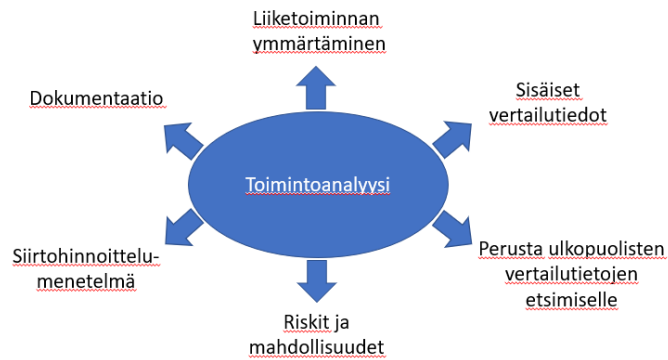 Liiketoiminnan
ymmärtäminen
Dokumentaatio
Sisäiset
vertailutiedot
Toimintoanalyysi
Siirtohinnoittelu-
menetelmä
Perusta ulkopuolisten
vertailutietojen
etsimiselle
Riskit ja
mahdollisuudet